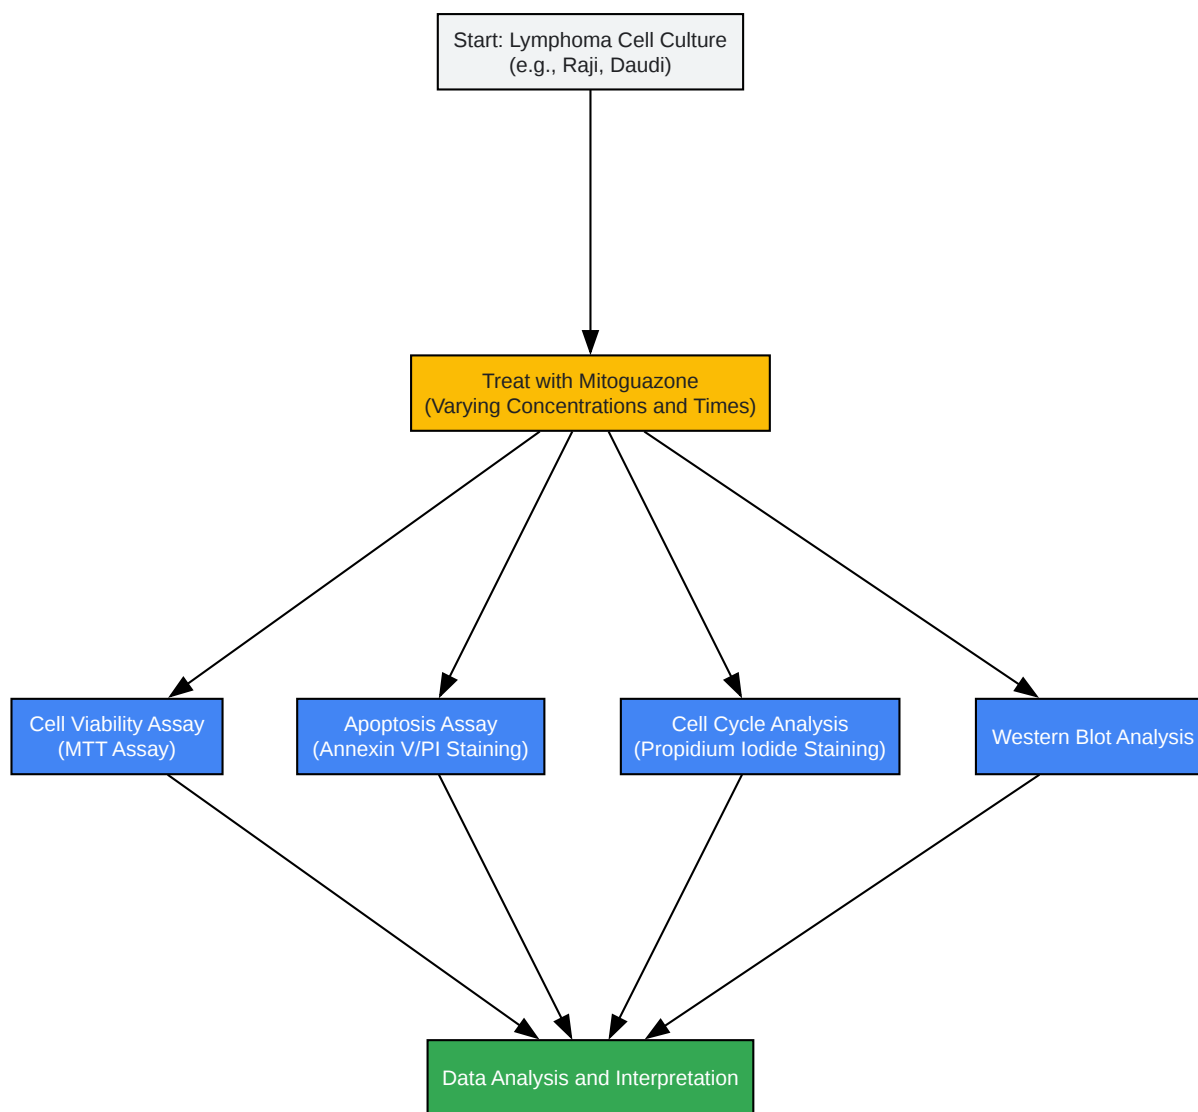 Start: Lymphoma Cell Culture
(e.g., Raji, Daudi)
Treat with Mitoguazone
(Varying Concentrations and Times)
Cell Viability Assay
(MTT Assay)
Apoptosis Assay
(Annexin V/PI Staining)
Cell Cycle Analysis
(Propidium Iodide Staining)
Western Blot Analysis
Data Analysis and Interpretation